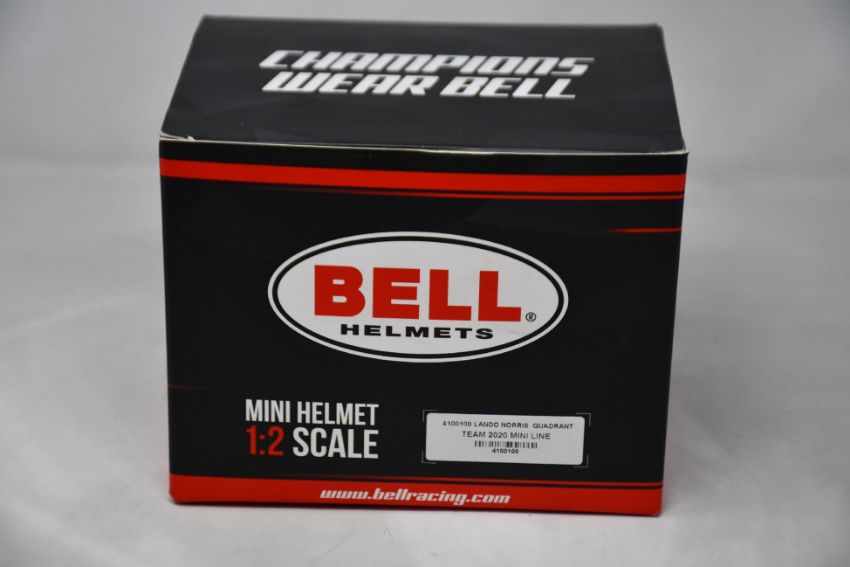 CHAMPIONS
WEAR BELL
BELL ®
HELMETS
MINI HELMET
1:2 SCALE
4100100 LANDO NORRIS QUADRANT
TEAM 2020 MINI LINE
4100100
www.bellracing.com